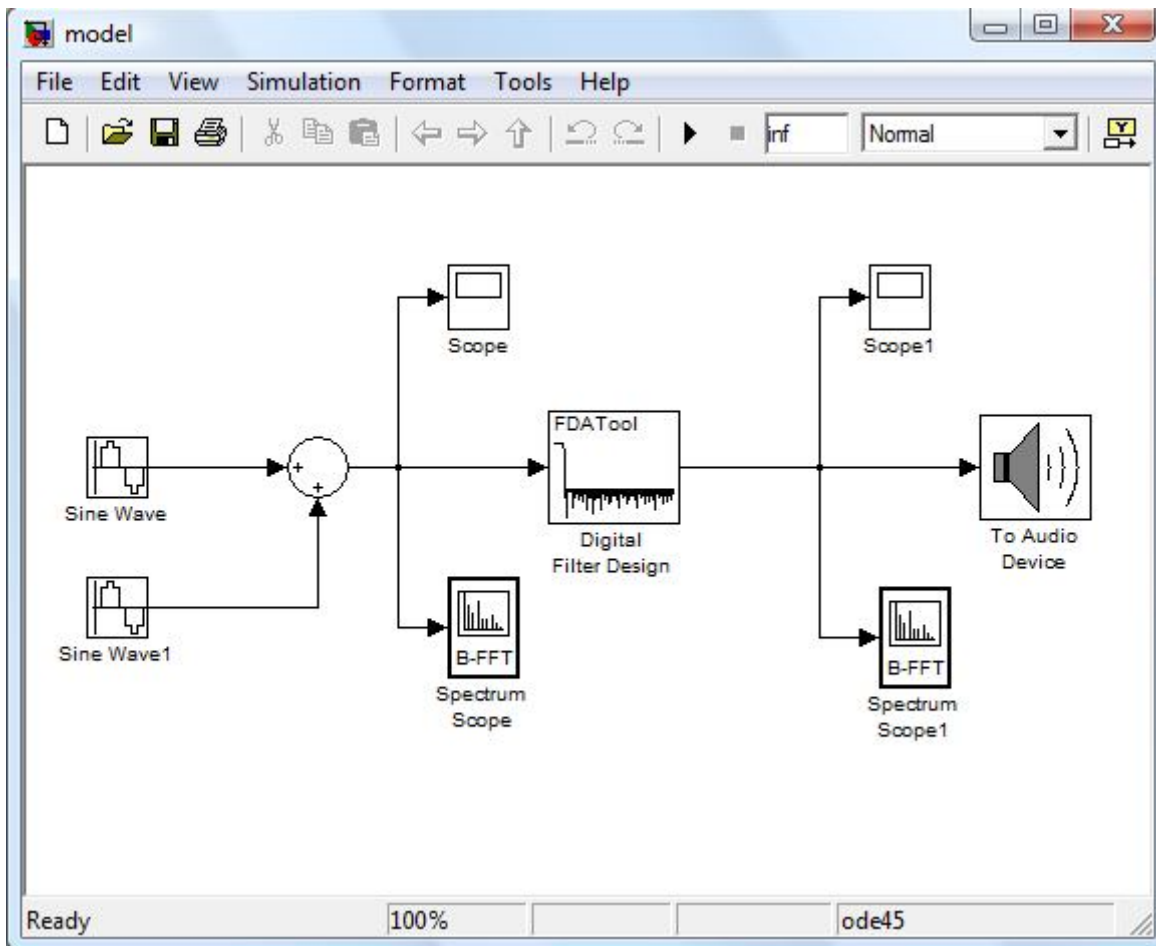 model
File Edit View Simulation Format Tools Help
inf Normal
Scope
Scope1
FDATool
Sine Wave
+
+
Digital
Filter Design
To Audio
Device
Sine Wave1
B-FFT
Spectrum
Scope
B-FFT
Spectrum
Scope1
Ready 100% ode45